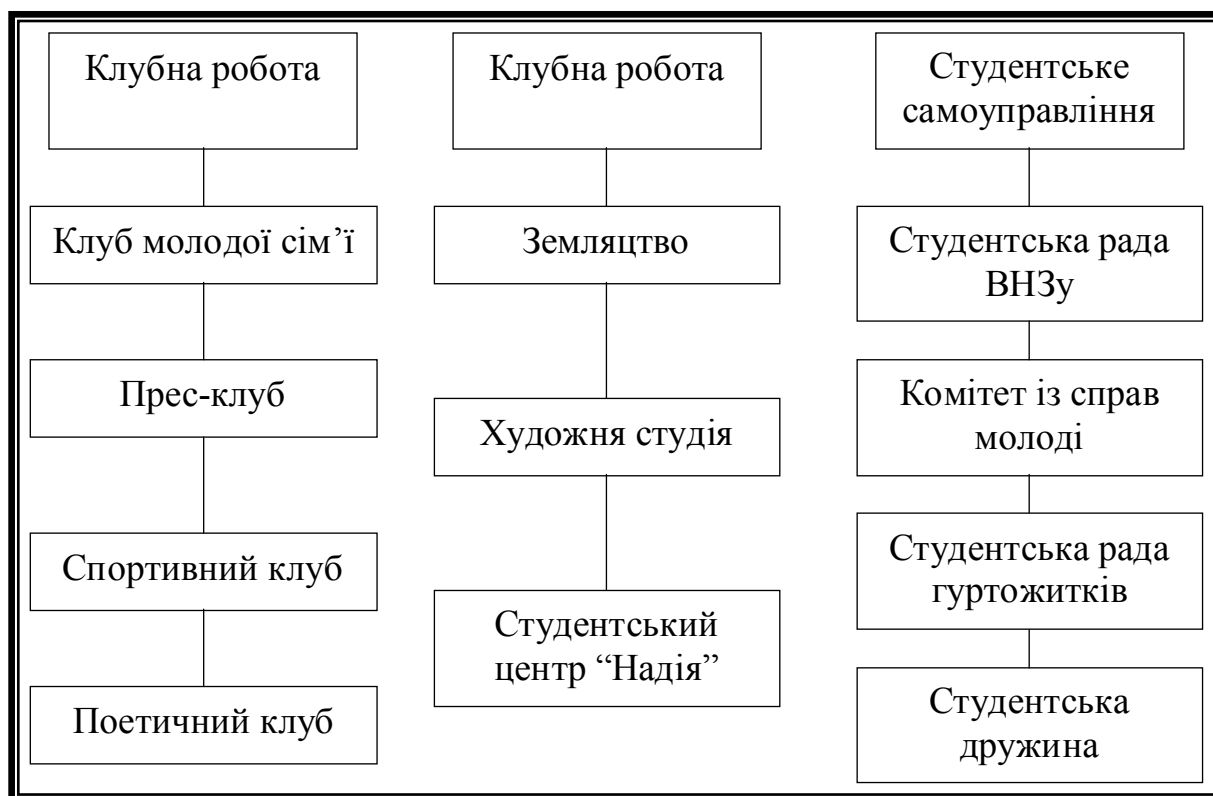 Клубна робота
Клуб молодої сім’ї
Прес-клуб
Спортивний клуб
Поетичний клуб
Клубна робота
Земляцтво
Художня студія
Студентський
центр “Надія”
Студентське
самоуправління
Студентська рада
ВНЗу
Комітет із справ
молоді
Студентська рада
гуртожитків
Студентська
дружина